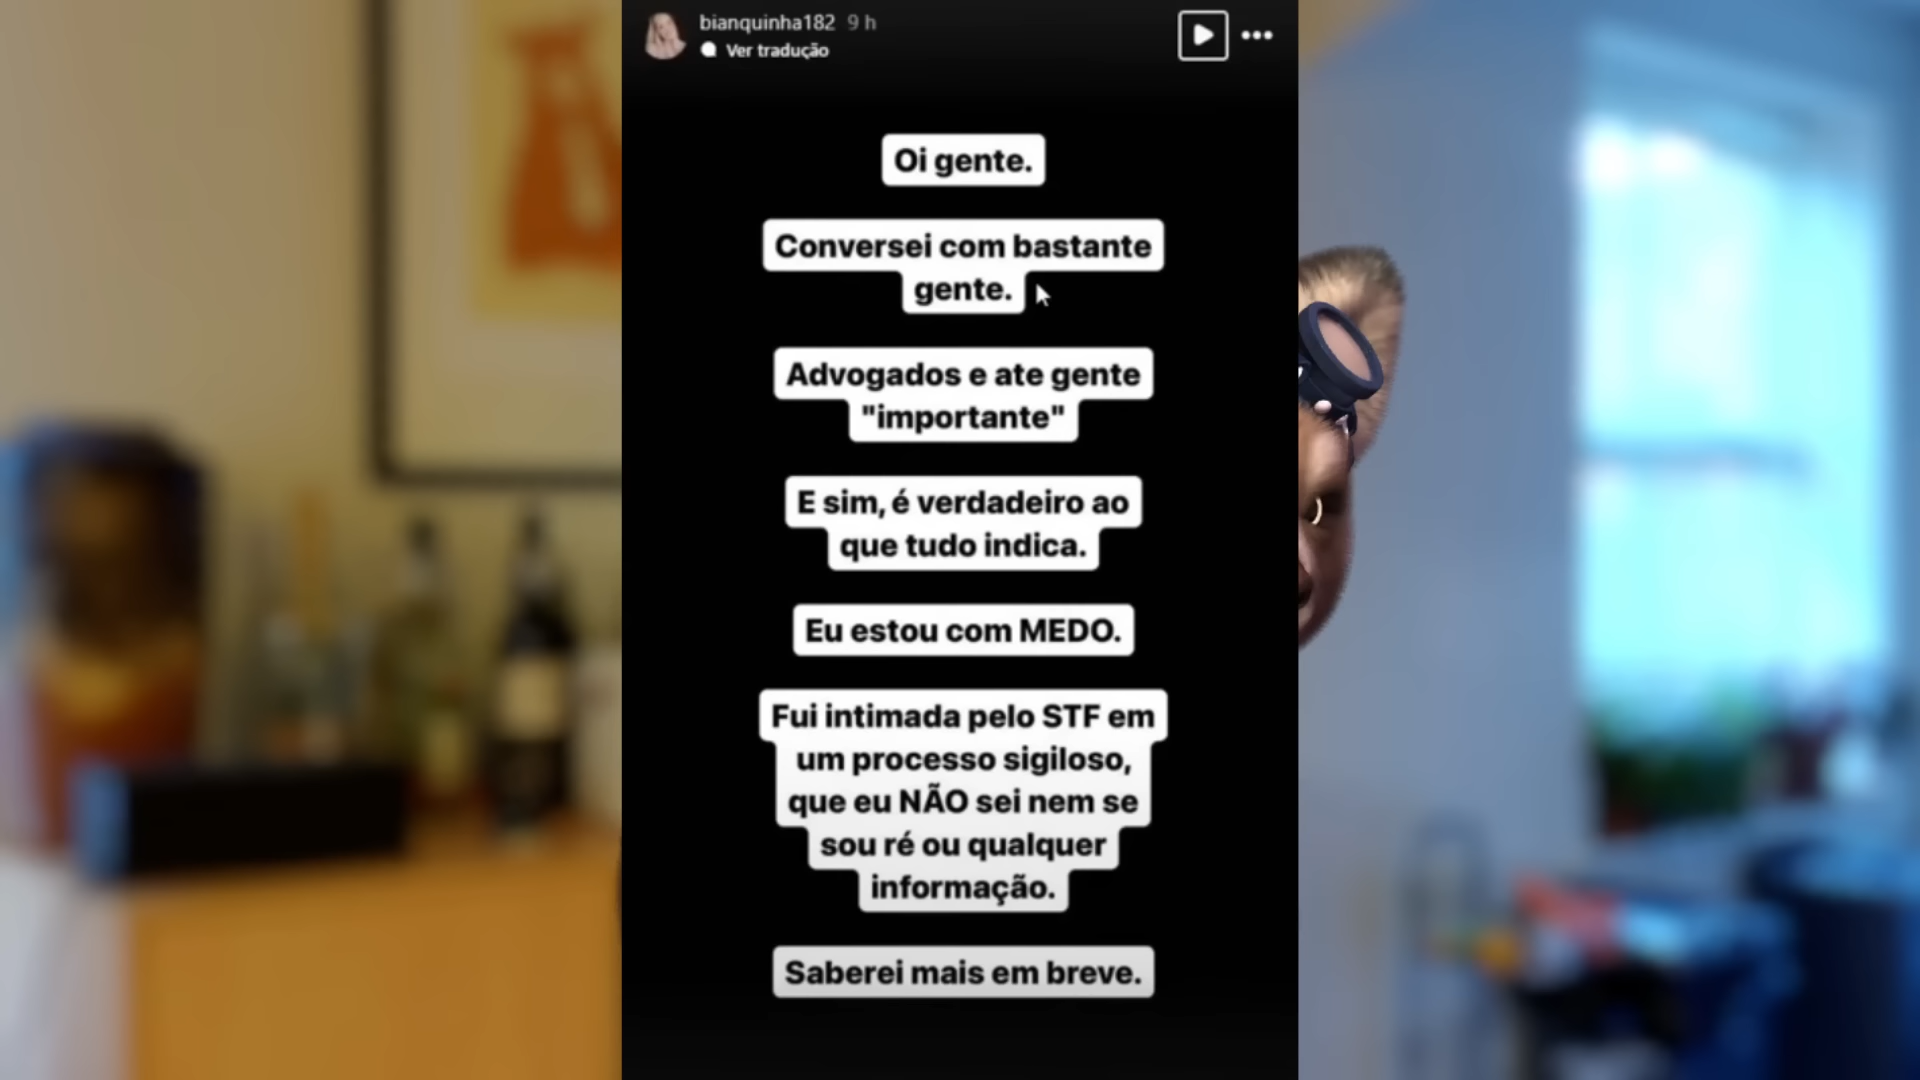 bianquinha182 9 h
Ver tradução
Oi gente.
Conversei com bastante
gente.
Advogados e ate gente
"importante"
E sim, é verdadeiro ao
que tudo indica.
Eu estou com MEDO.
Fui intimada pelo STF em
um processo sigiloso,
que eu NÃO sei nem se
sou ré ou qualquer
informação.
Saberei mais em breve.